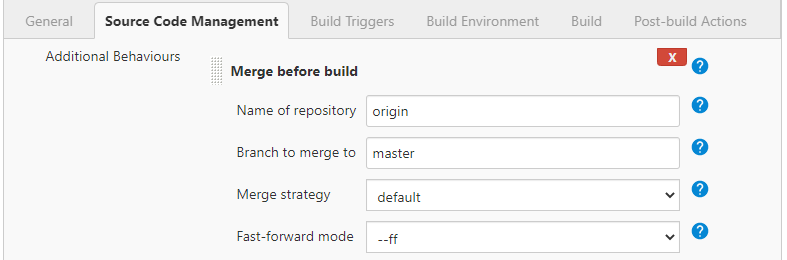 General Source Code Management Build Triggers Build Environment Build Post-build Actions
Additional Behaviours
Merge before build X ?
Name of repository origin ?
Branch to merge to master ?
Merge strategy default ?
Fast-forward mode --ff ?